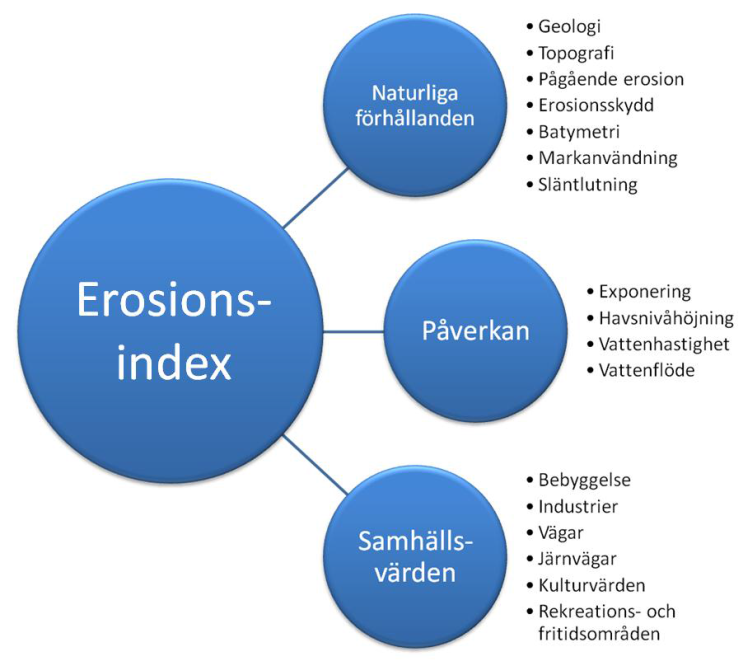 Erosions-
index
Naturliga
förhållanden
• Geologi
• Topografi
• Pågående erosion
• Erosionsskydd
• Batymetri
• Markanvändning
• Släntlutning
Påverkan
• Exponering
• Havsnivåhöjning
• Vattenhastighet
• Vattenflöde
Samhälls-
värden
• Bebyggelse
• Industrier
• Vägar
• Järnvägar
• Kulturvärden
• Rekreations- och
fritidsområden